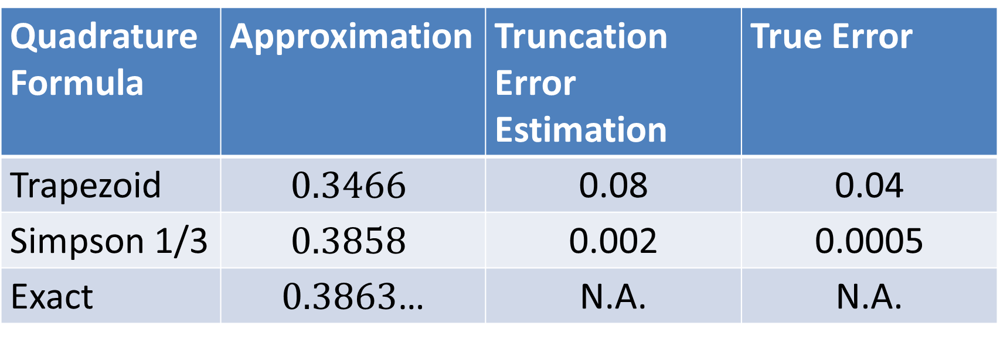 Quadrature Formula | Approximation | Truncation Error Estimation | True Error
Trapezoid | 0.3466 | 0.08 | 0.04
Simpson 1/3 | 0.3858 | 0.002 | 0.0005
Exact | 0.3863... | N.A. | N.A.